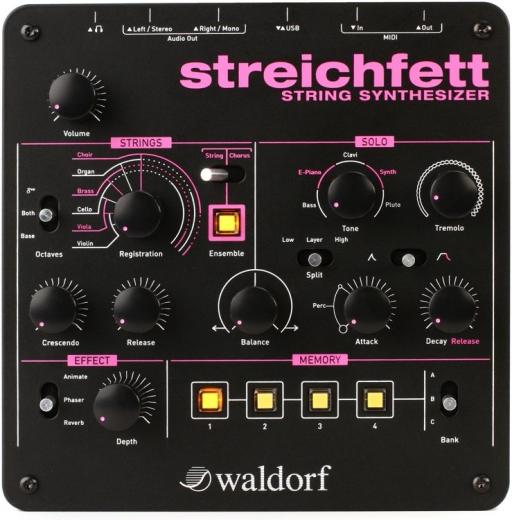 Left / Stereo
Right / Mono
USB
In
Out
Audio Out
MIDI
streichfett
STRING SYNTHESIZER
Volume
STRINGS
SOLO
Choir
Organ
Brass
Cello
Viola
Violin
Registration
8va
Both
Base
Octaves
String
Chorus
Ensemble
Clavi
E-Piano
Synth
Bass
Pluto
Tone
Tremolo
Low
Layer
High
Split
Crescendo
Release
Balance
Perc
Attack
Decay Release
EFFECT
MEMORY
Animate
Phaser
Reverb
Depth
1
2
3
4
A
B
C
Bank
waldorf